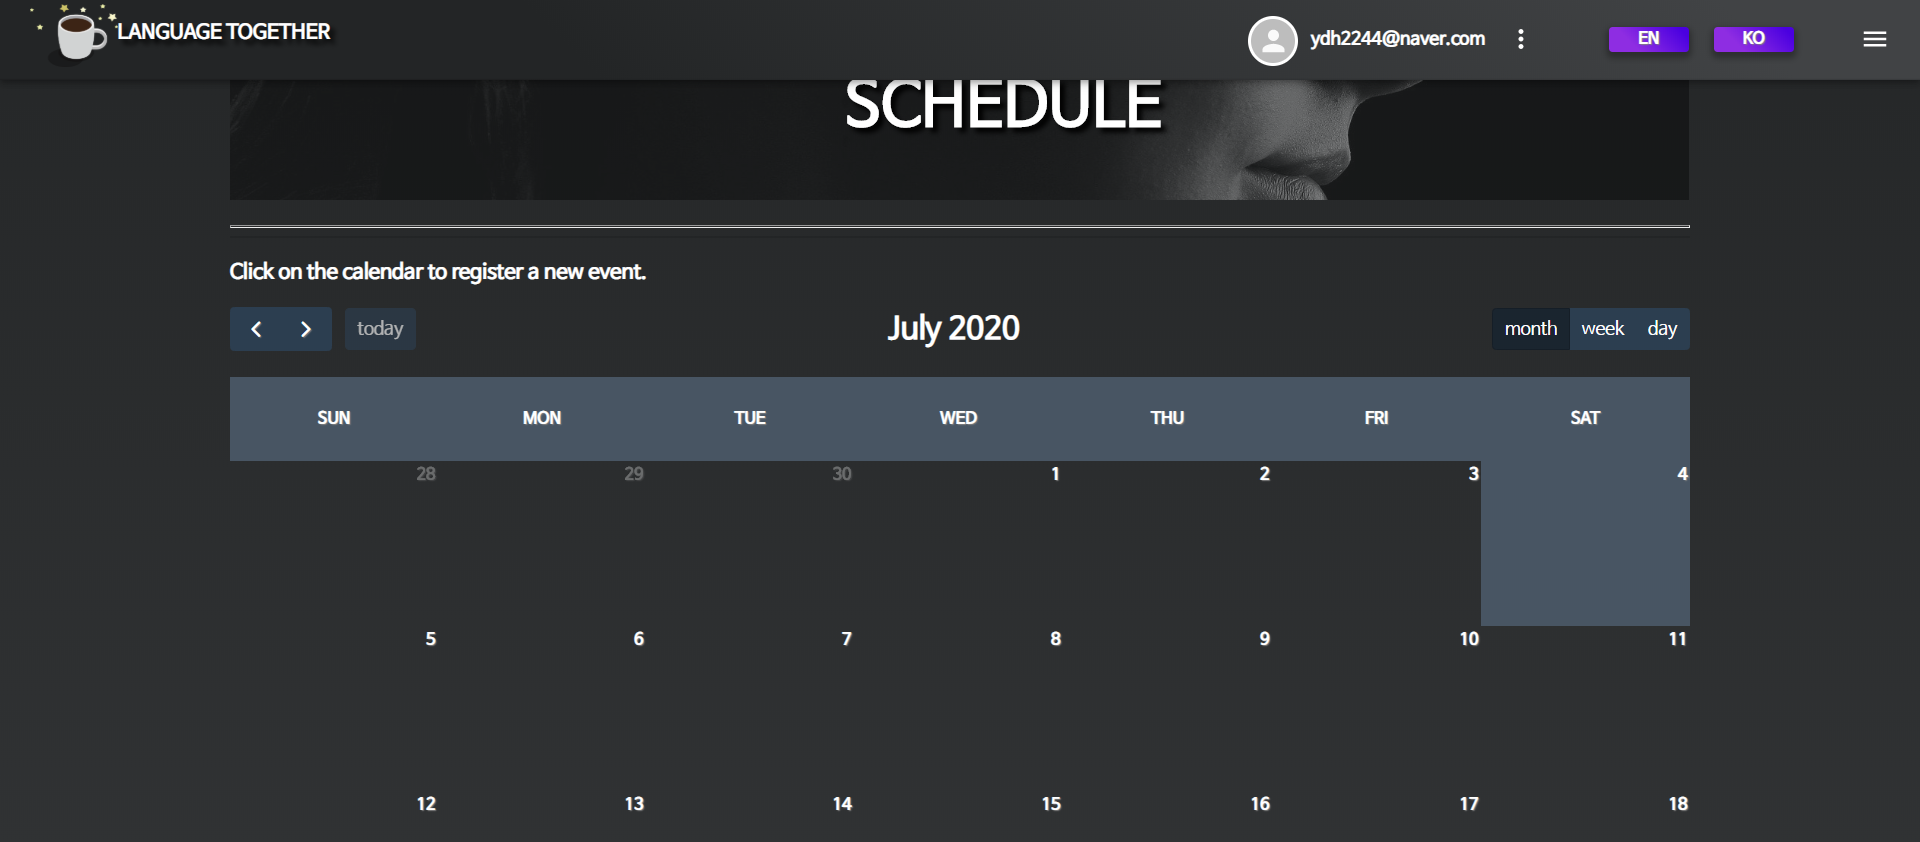 LANGUAGE TOGETHER
ydh2244@naver.com
EN
KO
SCHEDULE
Click on the calendar to register a new event.
today
July 2020
month week day
SUN MON TUE WED THU FRI SAT
28 29 30 1 2 3 4
5 6 7 8 9 10 11
12 13 14 15 16 17 18